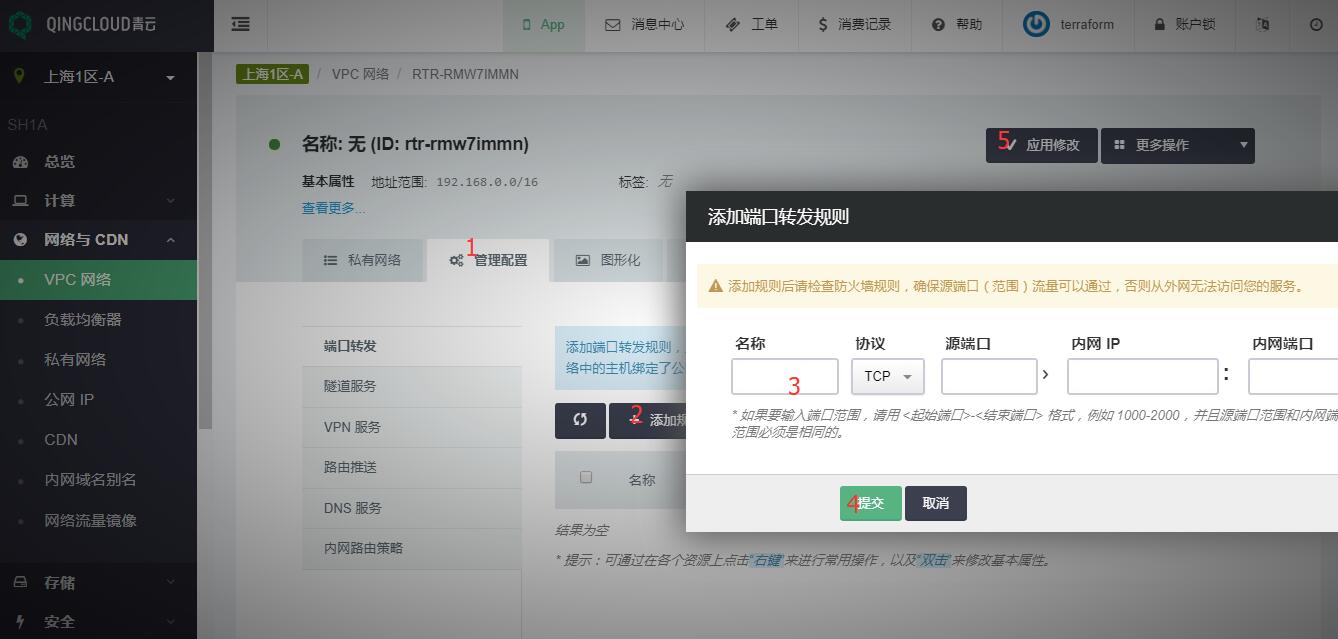 QINGCLOUD青云
App
消息中心
工单
消费记录
帮助
terraform
账户锁
上海1区-A
SH1A
总览
计算
网络与 CDN
VPC 网络
负载均衡器
私有网络
公网 IP
CDN
内网域名别名
网络流量镜像
存储
安全
上海1区-A / VPC 网络 / RTR-RMW7IMMN
名称: 无 (ID: rtr-rmw7immn)
5 应用修改
更多操作
基本属性 地址范围: 192.168.0.0/16 标签: 无
查看更多...
私有网络
1 管理配置
图形化
端口转发
隧道服务
VPN 服务
路由推送
DNS 服务
内网路由策略
添加端口转发规则，
络中的主机绑定了公
2 添加规
名称
结果为空
* 提示：可通过在各个资源上点击“右键”来进行常用操作，以及“双击”来修改基本属性。
添加端口转发规则
添加规则后请检查防火墙规则，确保源端口（范围）流量可以通过，否则从外网无法访问您的服务。
名称 协议 源端口 内网 IP 内网端口
3 TCP › :
* 如果要输入端口范围，请用 <起始端口>-<结束端口> 格式，例如 1000-2000，并且源端口范围和内网端
范围必须是相同的。
4 提交 取消